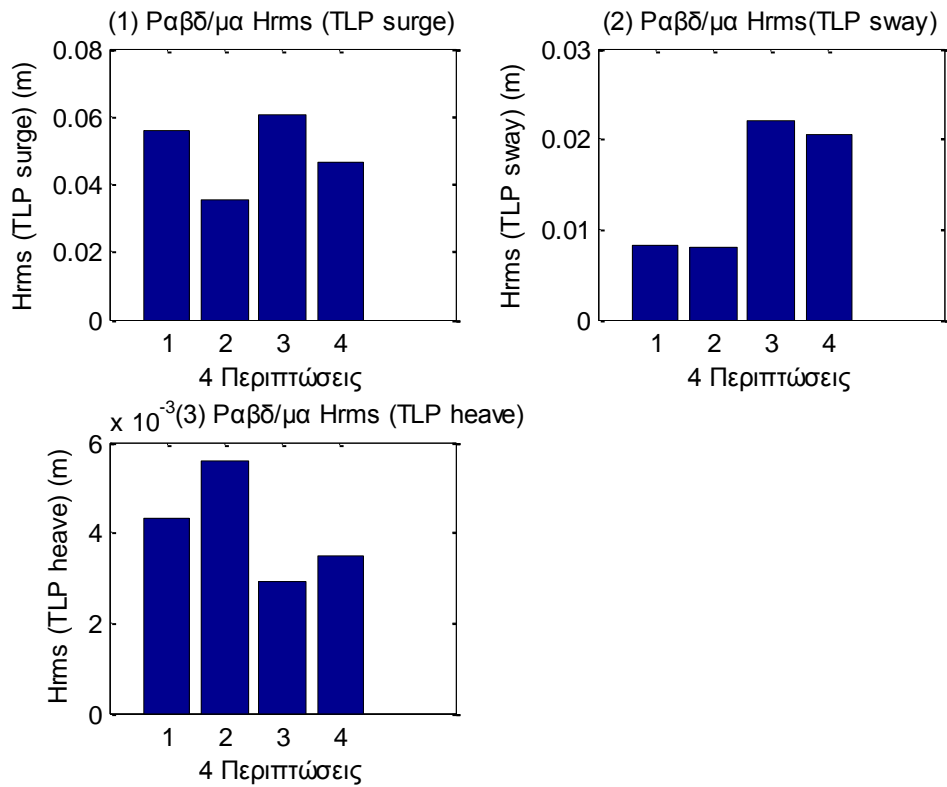 (1) Ραβδ/μα Hrms (TLP surge)
Hrms (TLP surge) (m)
0.08
0.06
0.04
0.02
0
1 2 3 4
4 Περιπτώσεις
(2) Ραβδ/μα Hrms(TLP sway)
Hrms (TLP sway) (m)
0.03
0.02
0.01
0
1 2 3 4
4 Περιπτώσεις
x 10-3
(3) Ραβδ/μα Hrms (TLP heave)
Hrms (TLP heave) (m)
6
4
2
0
1 2 3 4
4 Περιπτώσεις